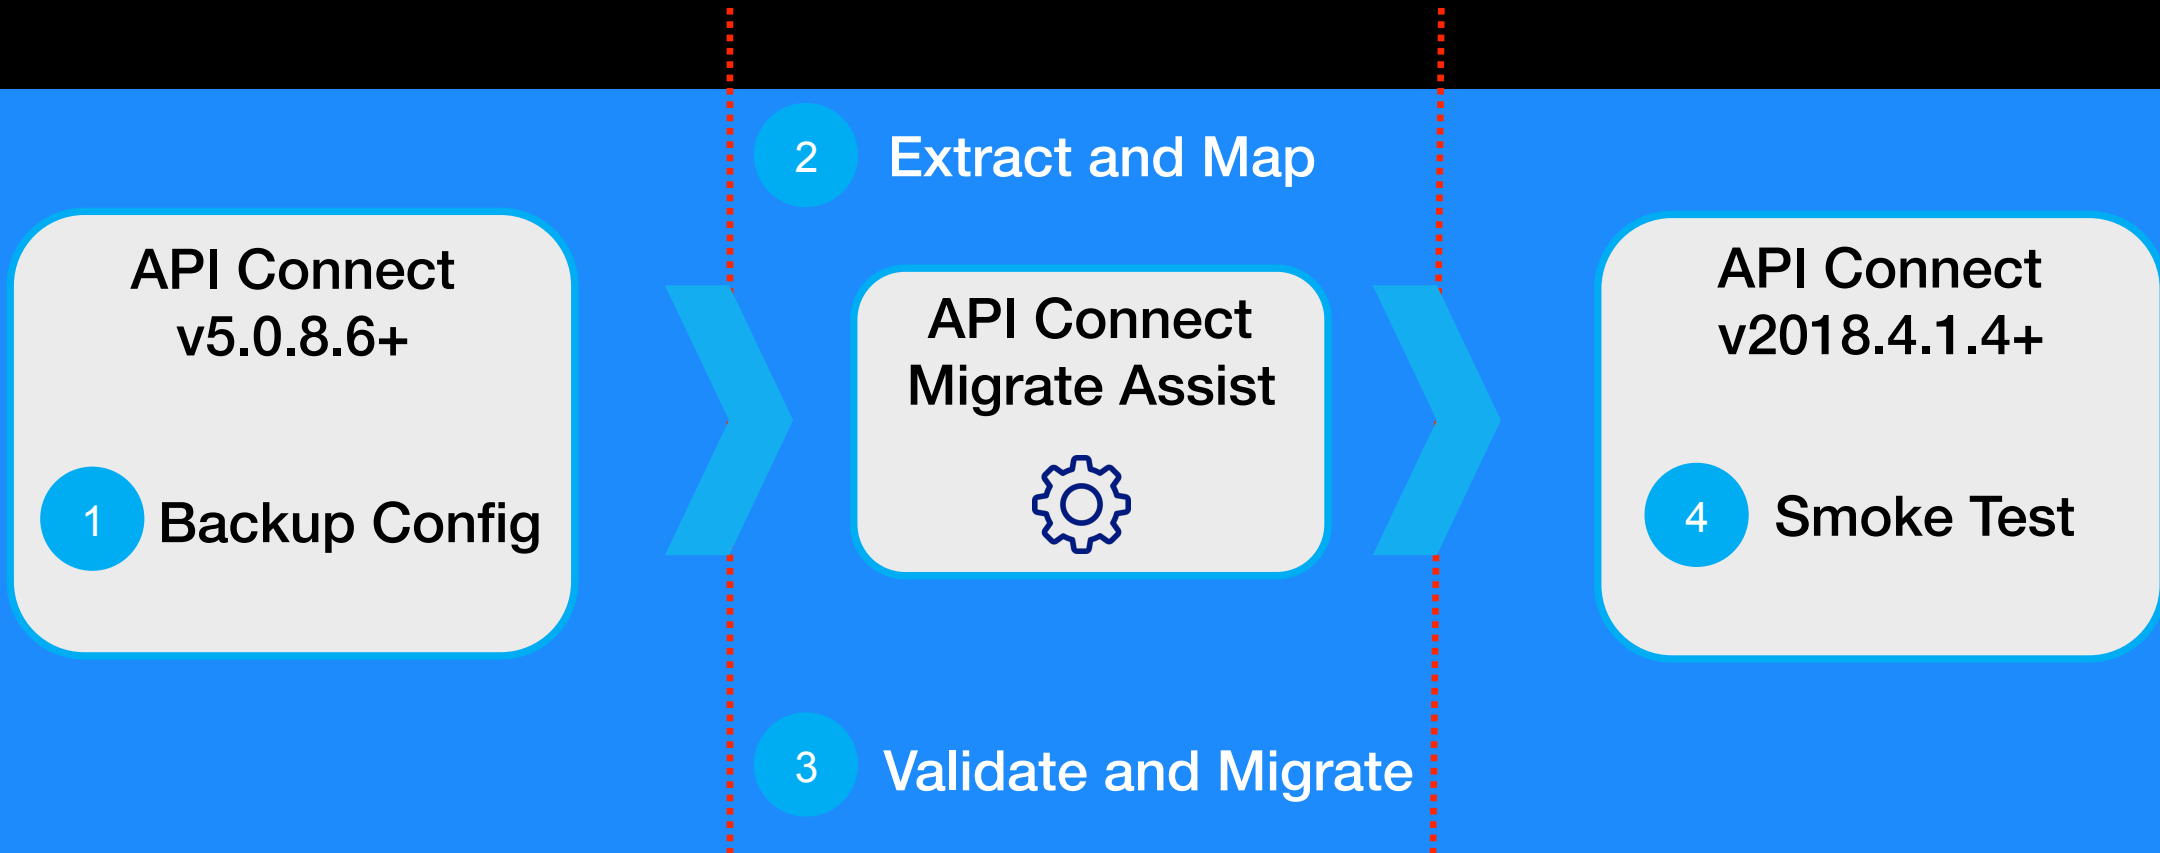 API Connect
v5.0.8.6+
1 Backup Config
2 Extract and Map
API Connect
Migrate Assist
3 Validate and Migrate
API Connect
v2018.4.1.4+
4 Smoke Test